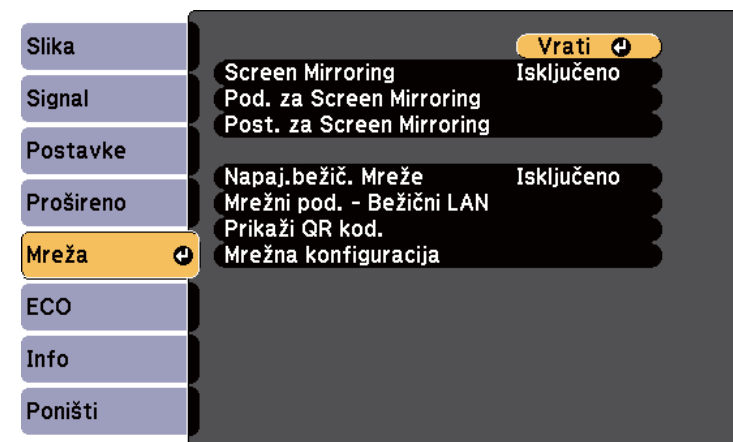 Slika
Signal
Postavke
Prošireno
Mreža
ECO
Info
Poništi
Vrati
Screen Mirroring Isključeno
Pod. za Screen Mirroring
Post. za Screen Mirroring
Napaj.bežič. Mreže Isključeno
Mrežni pod. - Bežični LAN
Prikaži QR kod.
Mrežna konfiguracija